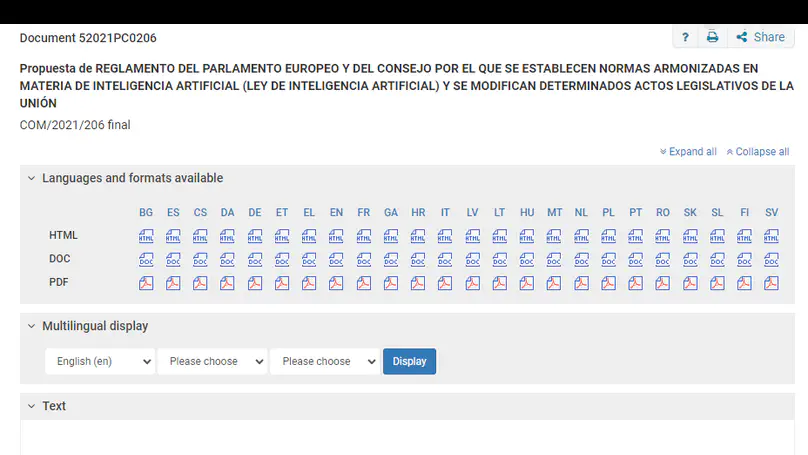 Document 52021PC0206
? Share
Propuesta de REGLAMENTO DEL PARLAMENTO EUROPEO Y DEL CONSEJO POR EL QUE SE ESTABLECEN NORMAS ARMONIZADAS EN
MATERIA DE INTELIGENCIA ARTIFICIAL (LEY DE INTELIGENCIA ARTIFICIAL) Y SE MODIFICAN DETERMINADOS ACTOS LEGISLATIVOS DE LA
UNIÓN
COM/2021/206 final
Expand all Collapse all
Languages and formats available
BG ES CS DA DE ET EL EN FR GA HR IT LV LT HU MT NL PL PT RO SK SL FI SV
HTML HTML HTML HTML HTML HTML HTML HTML HTML HTML HTML HTML HTML HTML HTML HTML HTML HTML HTML HTML HTML HTML HTML HTML HTML
DOC DOC DOC DOC DOC DOC DOC DOC DOC DOC DOC DOC DOC DOC DOC DOC DOC DOC DOC DOC DOC DOC DOC DOC DOC
PDF
Multilingual display
English (en) Please choose Please choose Display
Text